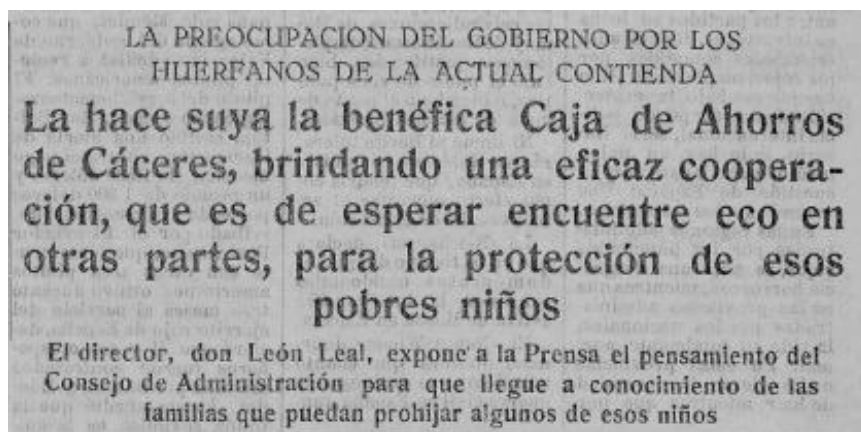 LA PREOCUPACION DEL GOBIERNO POR LOS
HUERFANOS DE LA ACTUAL CONTIENDA
La hace suya la benéfica Caja de Ahorros
de Cáceres, brindando una eficaz coopera-
ción, que es de esperar encuentre eco en
otras partes, para la protección de esos
pobres niños
El director, don León Leal, expone a la Prensa el pensamiento del
Consejo de Administración para que llegue a conocimiento de las
familias que puedan prohijar algunos de esos niños